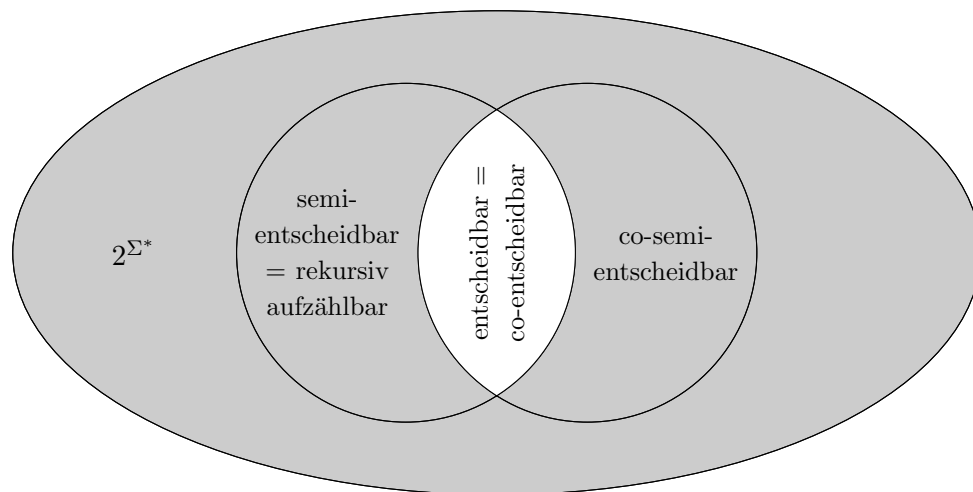 2^Σ*
semi-
entscheidbar
= rekursiv
aufzählbar
entscheidbar =
co-entscheidbar
co-semi-
entscheidbar